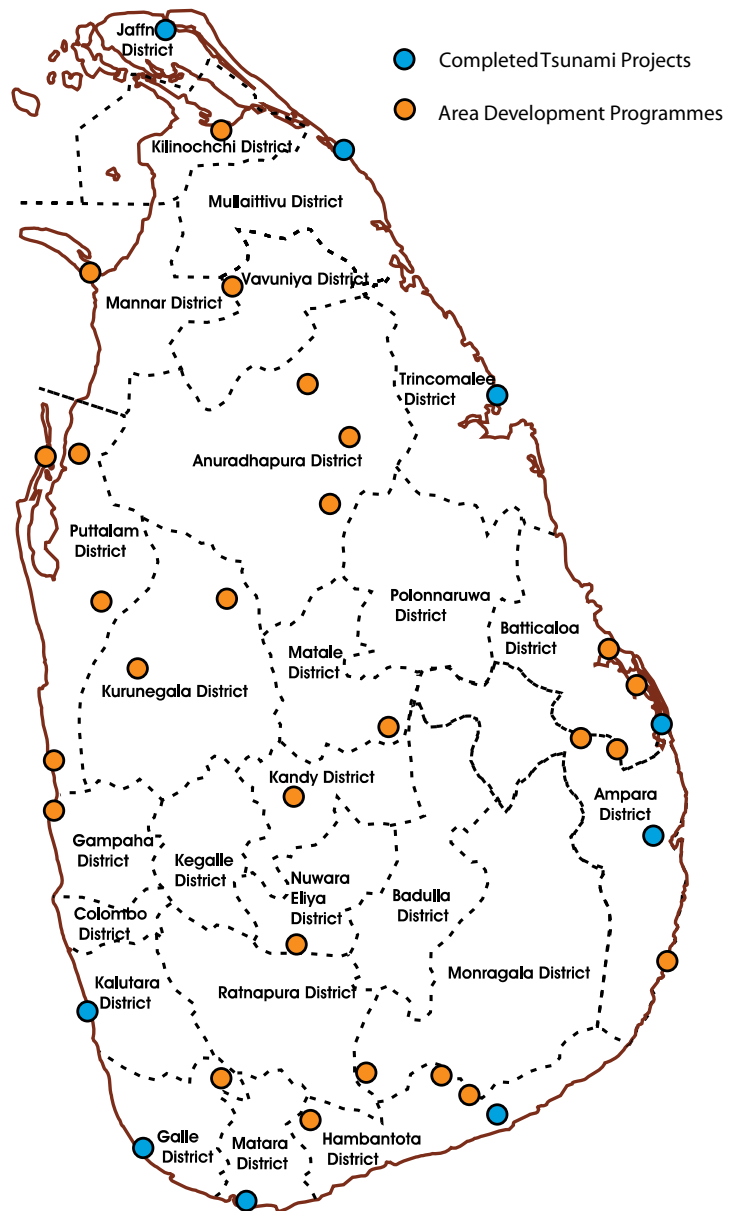 Jaffn
District
Completed Tsunami Projects
Area Development Programmes
Kilinochchi District
Mullaittivu District
Vavuniya District
Mannar District
Trincomalee
District
Anuradhapura District
Puttalam
District
Polonnaruwa
District
Batticaloa
District
Matale
District
Kurunegala District
Kandy District
Ampara
District
Gampaha
District
Kegalle
District
Nuwara
Eliya
District
Badulla
District
Colombo
District
Monragala District
Kalutara
District
Ratnapura District
Galle
District
Matara
District
Hambantota
District